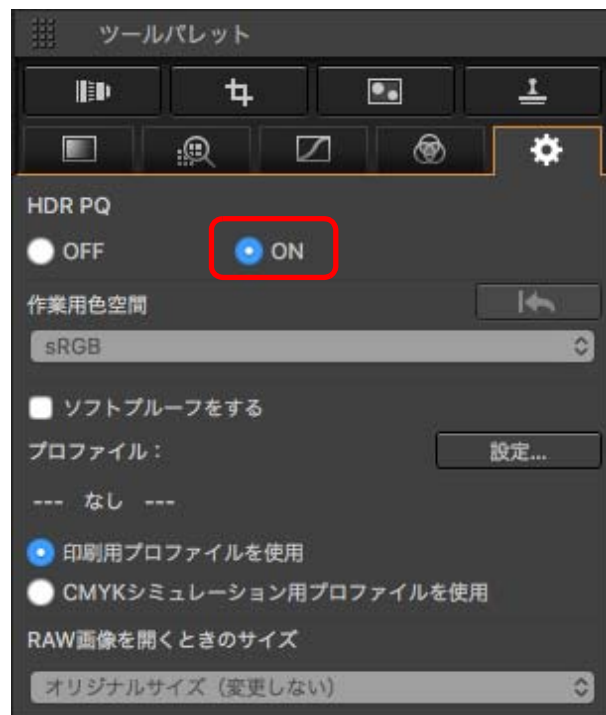 ツールパレット
HDR PQ
OFF ON
作業用色空間
sRGB
ソフトプルーフをする
プロファイル：
設定...
--- なし ---
印刷用プロファイルを使用
CMYKシミュレーション用プロファイルを使用
RAW画像を開くときのサイズ
オリジナルサイズ（変更しない）